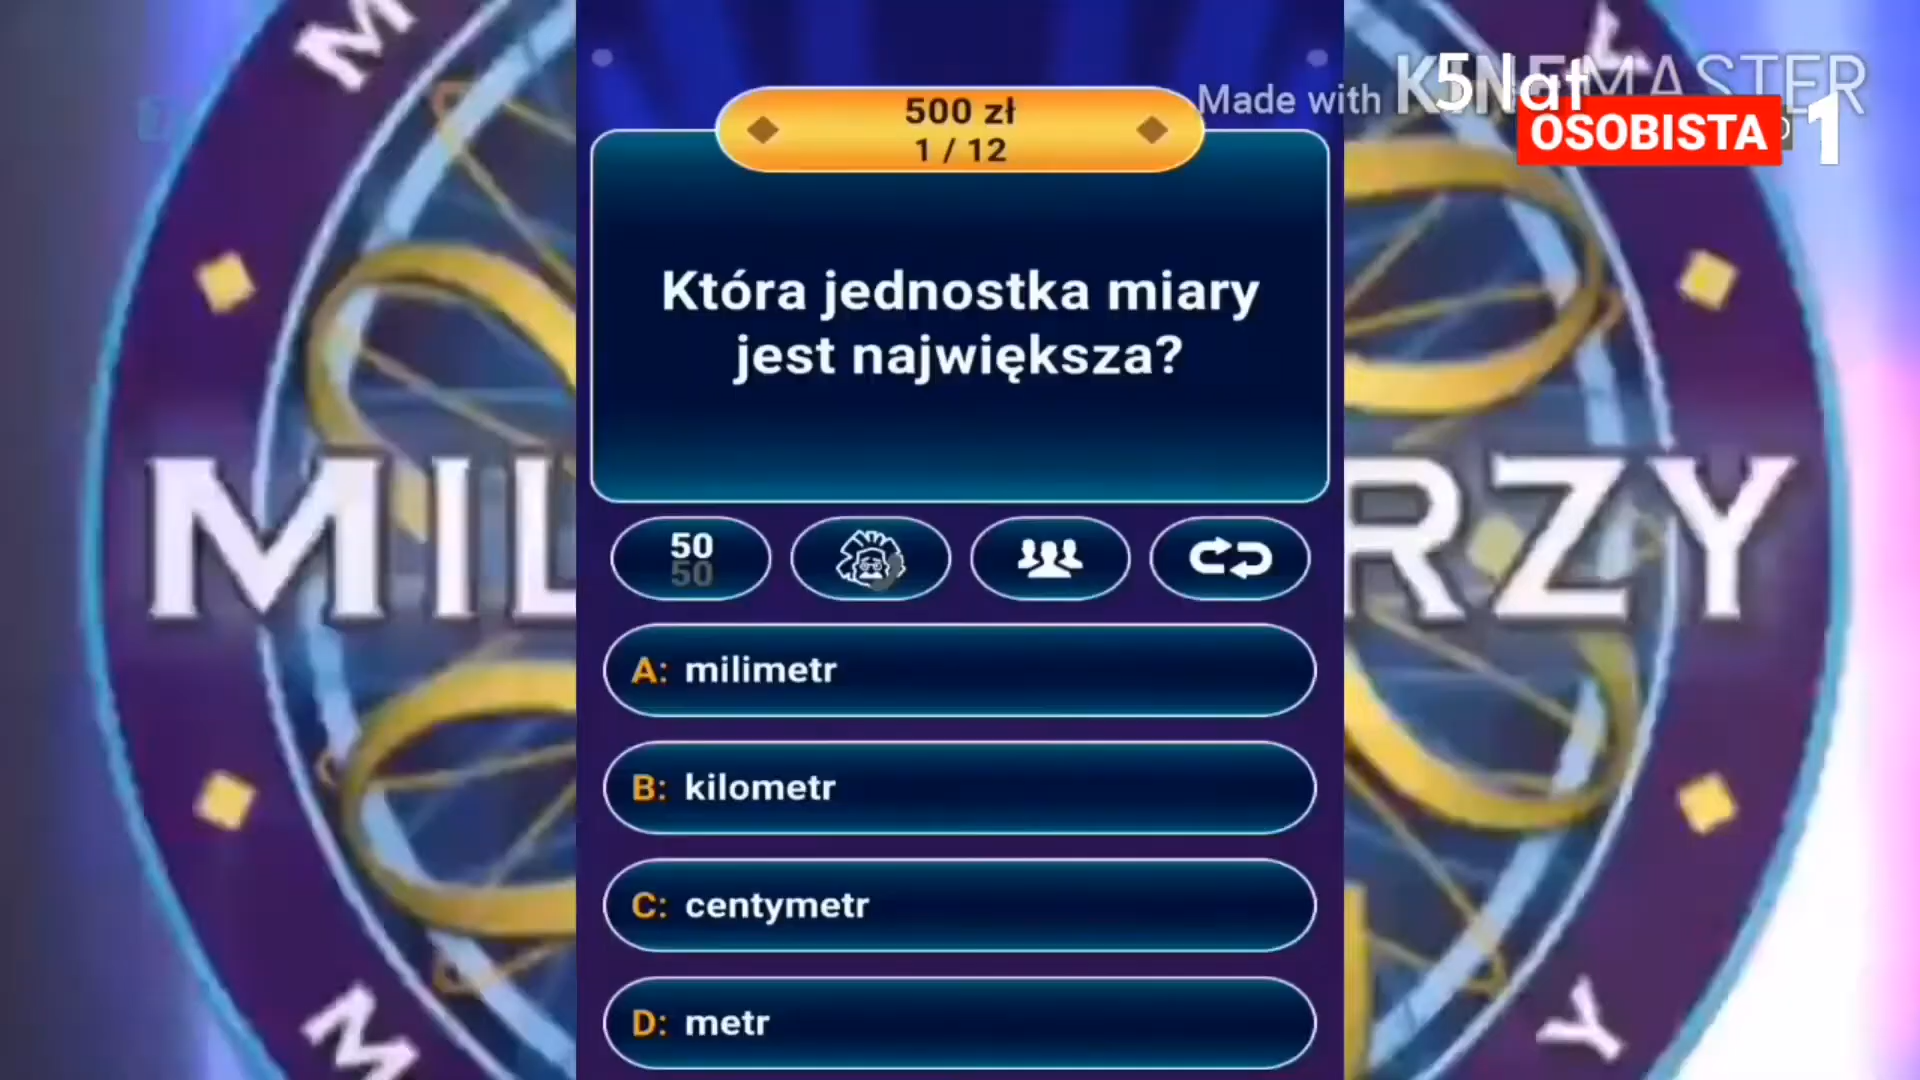 Made with KINEMASTER
5 lat
OSOBISTA 1
500 zł
1 / 12
Która jednostka miary
jest największa?
50
50
A: milimetr
B: kilometr
C: centymetr
D: metr
MIL
RZY
M
Y
M
Y